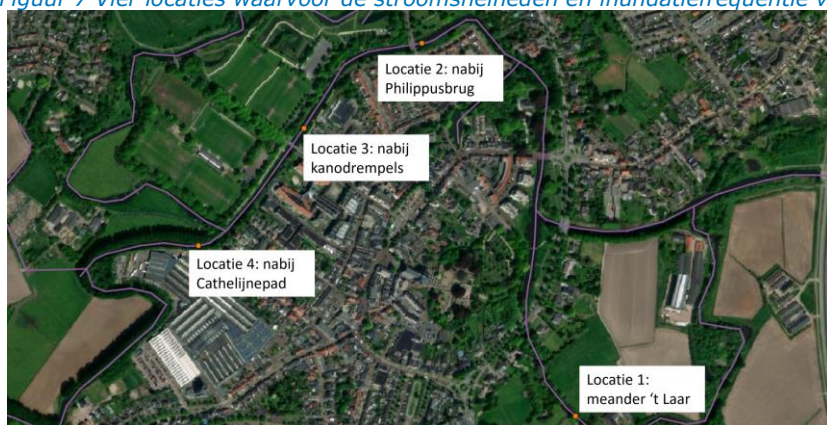 Figuur 7 Vier locaties waarvoor de stroomsnelheden en inundatiefrequentie v
Locatie 2: nabij
Philippusbrug
Locatie 3: nabij
kanodrempels
Locatie 4: nabij
Cathelijnepad
Locatie 1:
meander ‘t Laar